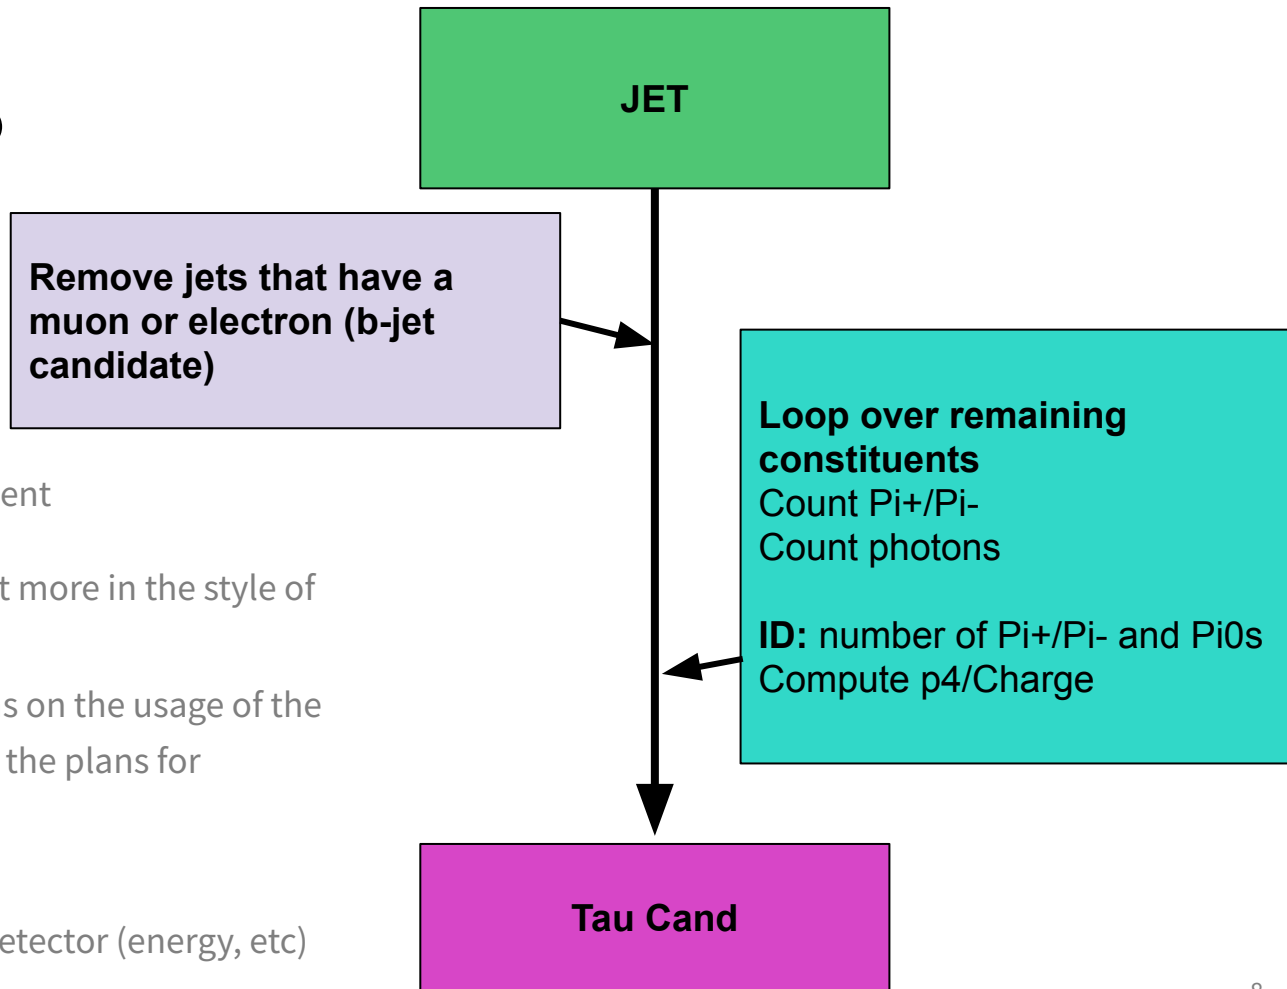 )
JET
Remove jets that have a
muon or electron (b-jet
candidate)
Loop over remaining
constituents
Count Pi+/Pi-
Count photons
ID: number of Pi+/Pi- and Pi0s
Compute p4/Charge
ent
t more in the style of
s on the usage of the
the plans for
etector (energy, etc)
Tau Cand